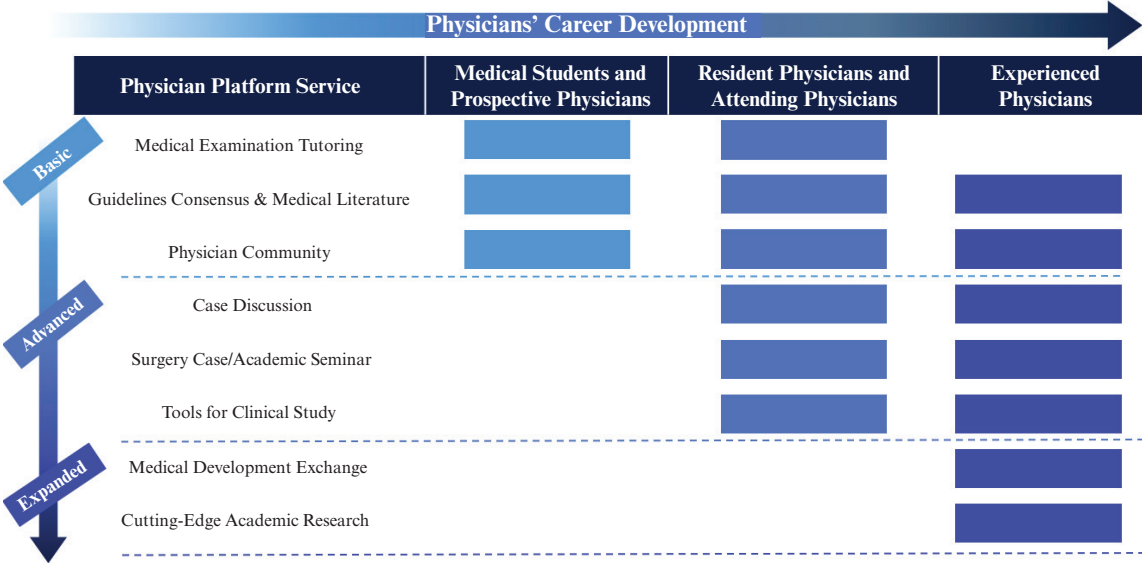 Physicians' Career Development
Physician Platform Service
Medical Students and
Prospective Physicians
Resident Physicians and
Attending Physicians
Experienced
Physicians
Basic
Medical Examination Tutoring
Guidelines Consensus & Medical Literature
Physician Community
Advanced
Case Discussion
Surgery Case/Academic Seminar
Tools for Clinical Study
Expanded
Medical Development Exchange
Cutting-Edge Academic Research